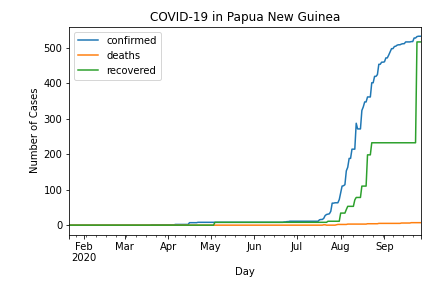 COVID-19 in Papua New Guinea
confirmed
deaths
recovered
Number of Cases
500
400
300
200
100
0
Feb Mar Apr May Jun Jul Aug Sep
2020
Day